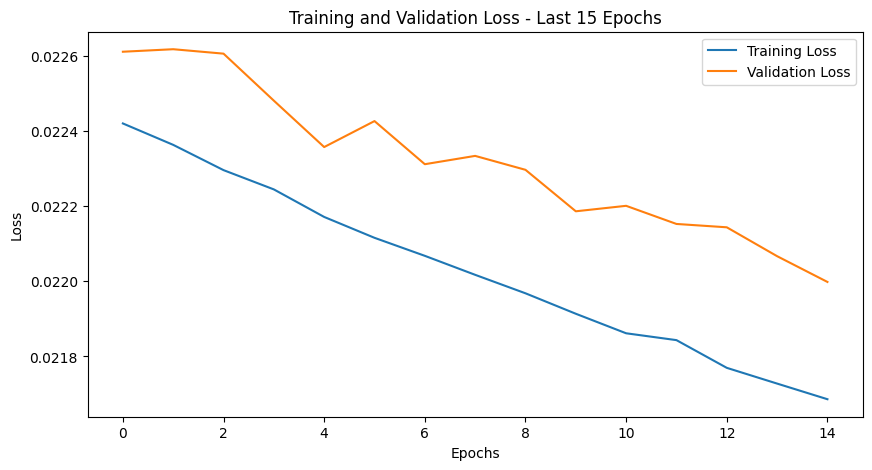 Training and Validation Loss - Last 15 Epochs
Training Loss
Validation Loss
0.0226
0.0224
0.0222
0.0220
0.0218
Loss
0 2 4 6 8 10 12 14
Epochs